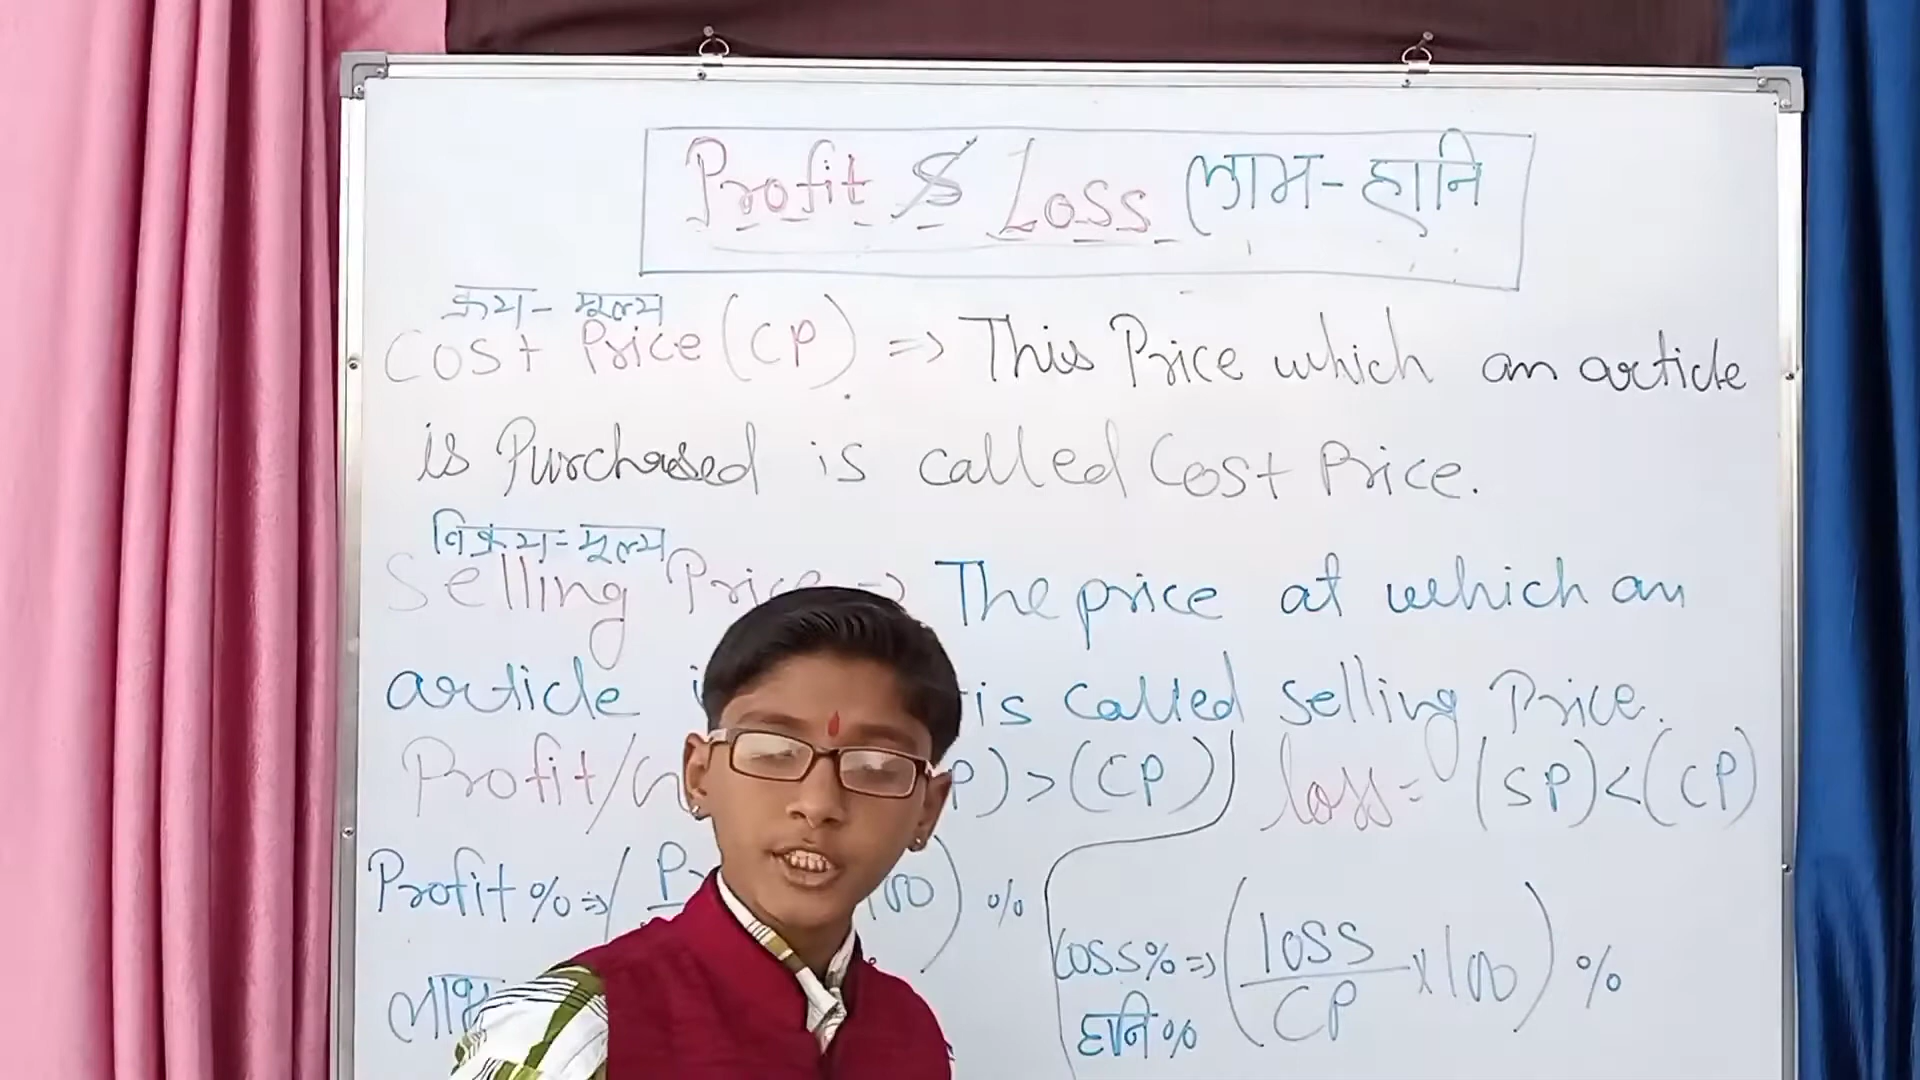 Profit & Loss लाभ-हानि
क्रय-मूल्य
Cost Price (CP) => This Price which an article
is Purchased is called Cost Price.
विक्रय-मूल्य
Selling => The price at which an
article is called selling Price.
Profit/ > (CP) loss = (SP) < (CP)
Profit % => %
Loss% => ( loss / CP x 100 ) %
हानि %